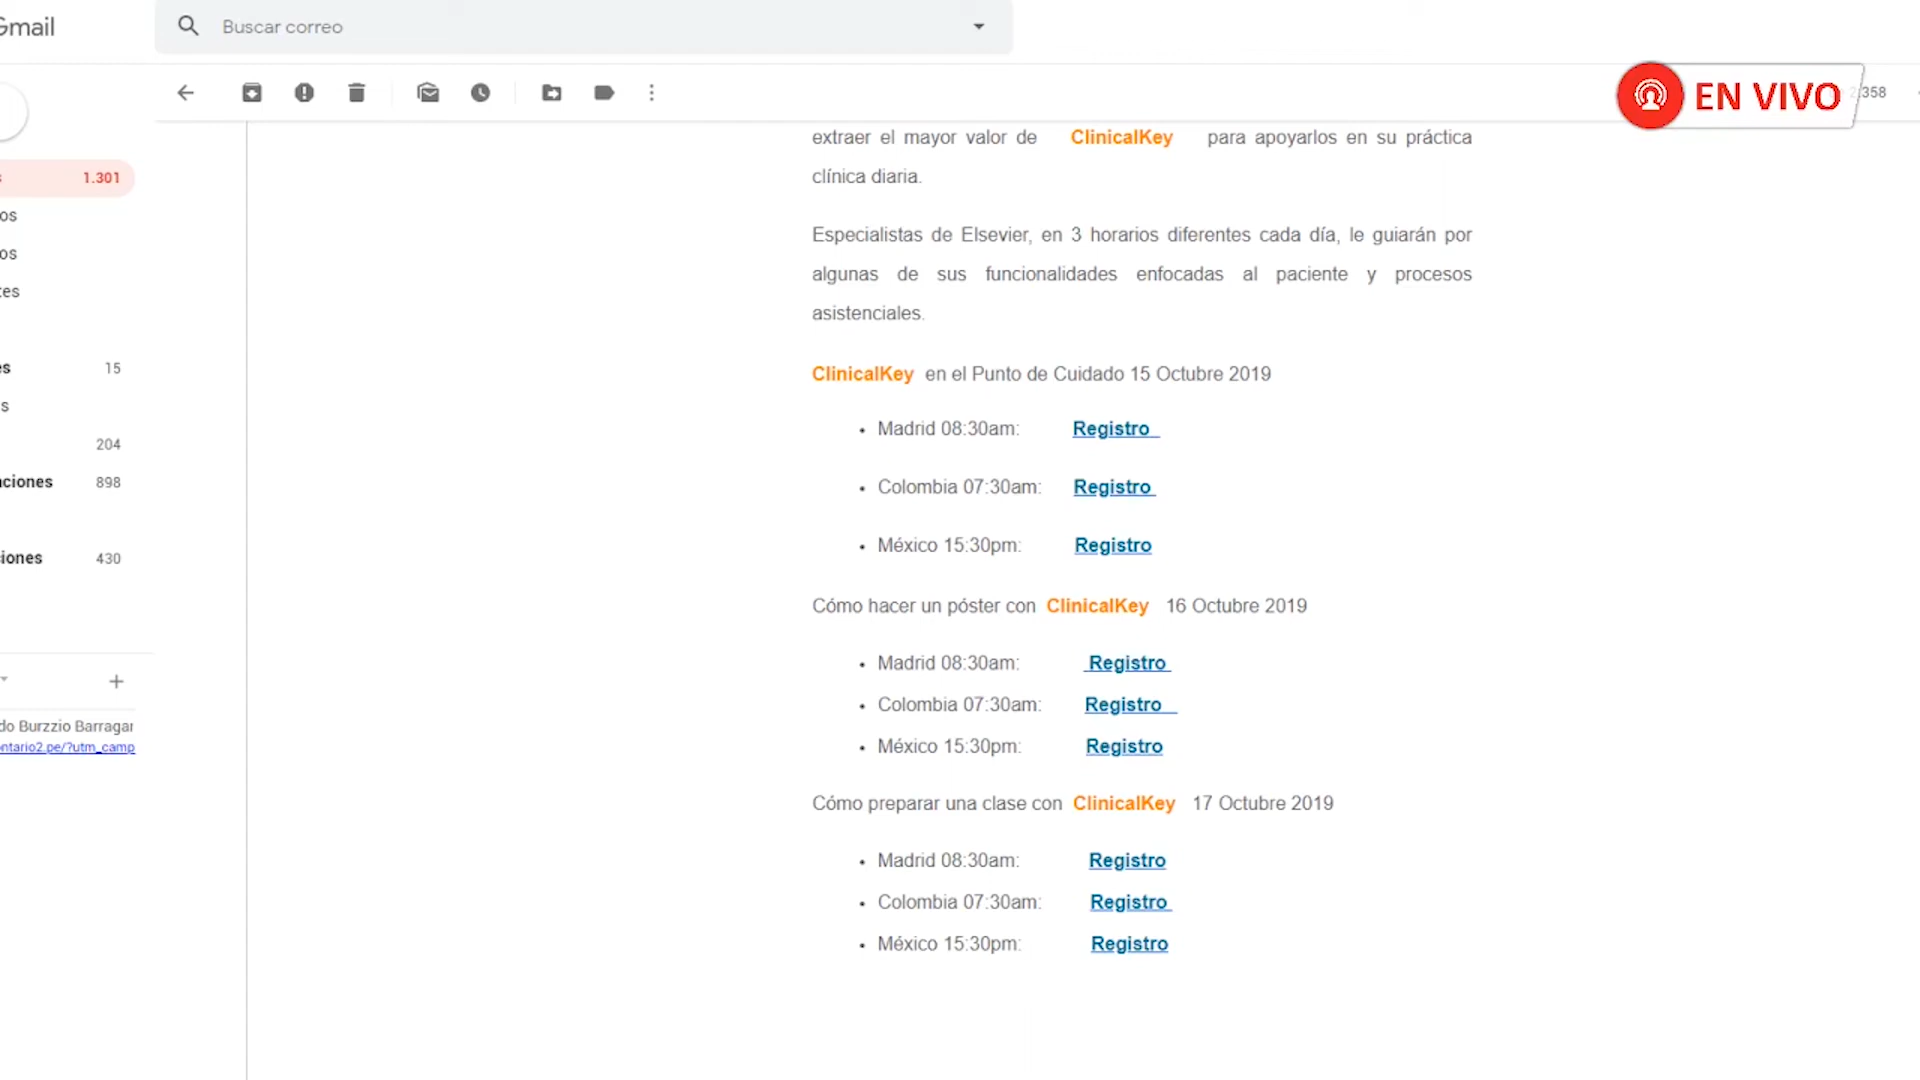 Gmail
Buscar correo
EN VIVO
358
1.301
os
os
tes
es 15
s
204
ciones 898
iones 430
do Burzzio Barragar
ontario2.pe/?utm_camp
extraer el mayor valor de ClinicalKey para apoyarlos en su práctica
clínica diaria.
Especialistas de Elsevier, en 3 horarios diferentes cada día, le guiarán por
algunas de sus funcionalidades enfocadas al paciente y procesos
asistenciales.
ClinicalKey en el Punto de Cuidado 15 Octubre 2019
• Madrid 08:30am: Registro
• Colombia 07:30am: Registro
• México 15:30pm: Registro
Cómo hacer un póster con ClinicalKey 16 Octubre 2019
• Madrid 08:30am: Registro
• Colombia 07:30am: Registro
• México 15:30pm: Registro
Cómo preparar una clase con ClinicalKey 17 Octubre 2019
• Madrid 08:30am: Registro
• Colombia 07:30am: Registro
• México 15:30pm: Registro